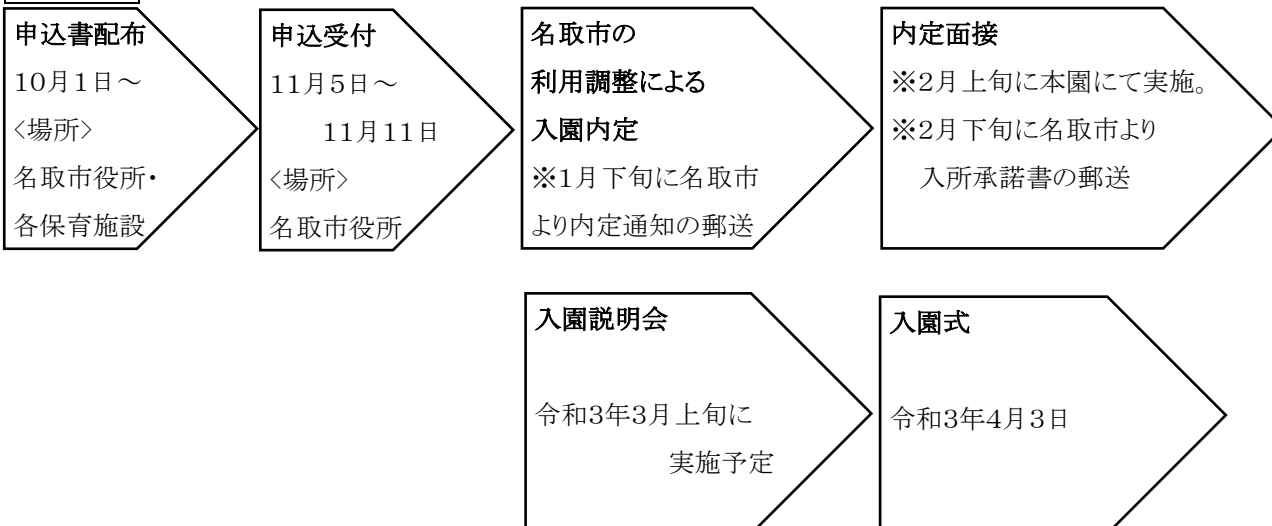 申込書配布
10月1日～
<場所>
名取市役所・
各保育施設
申込受付
11月5日～
11月11日
<場所>
名取市役所
名取市の
利用調整による
入園内定
※1月下旬に名取市
より内定通知の郵送
内定面接
※2月上旬に本園にて実施。
※2月下旬に名取市より
入所承諾書の郵送
入園説明会
令和3年3月上旬に
実施予定
入園式
令和3年4月3日